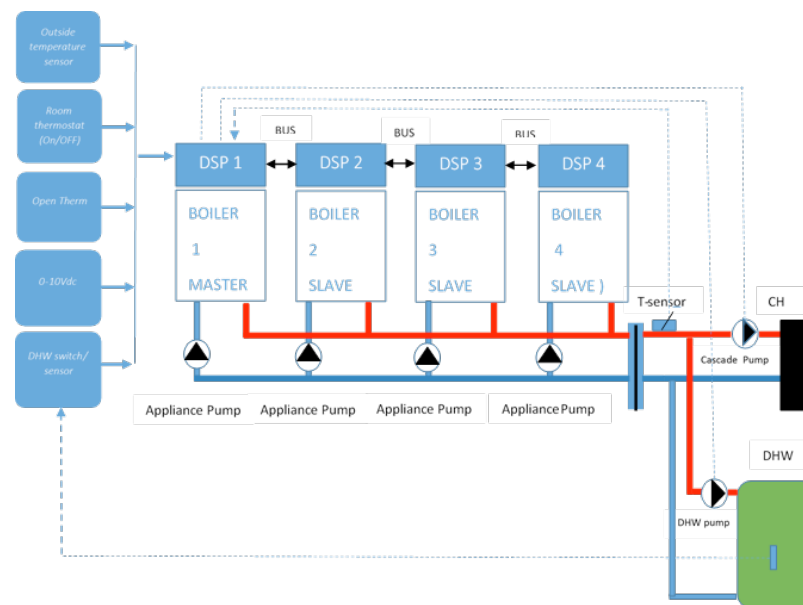 Outside
temperature
sensor
Room
thermostat
(On/OFF)
Open Therm
0-10Vdc
DHW switch/
sensor
BUS
BUS
BUS
DSP 1
DSP 2
DSP 3
DSP 4
BOILER
1
MASTER
BOILER
2
SLAVE
BOILER
3
SLAVE
BOILER
4
SLAVE )
T-sensor
CH
Cascade Pump
Appliance Pump
Appliance Pump
Appliance Pump
Appliance Pump
DHW
DHW pump